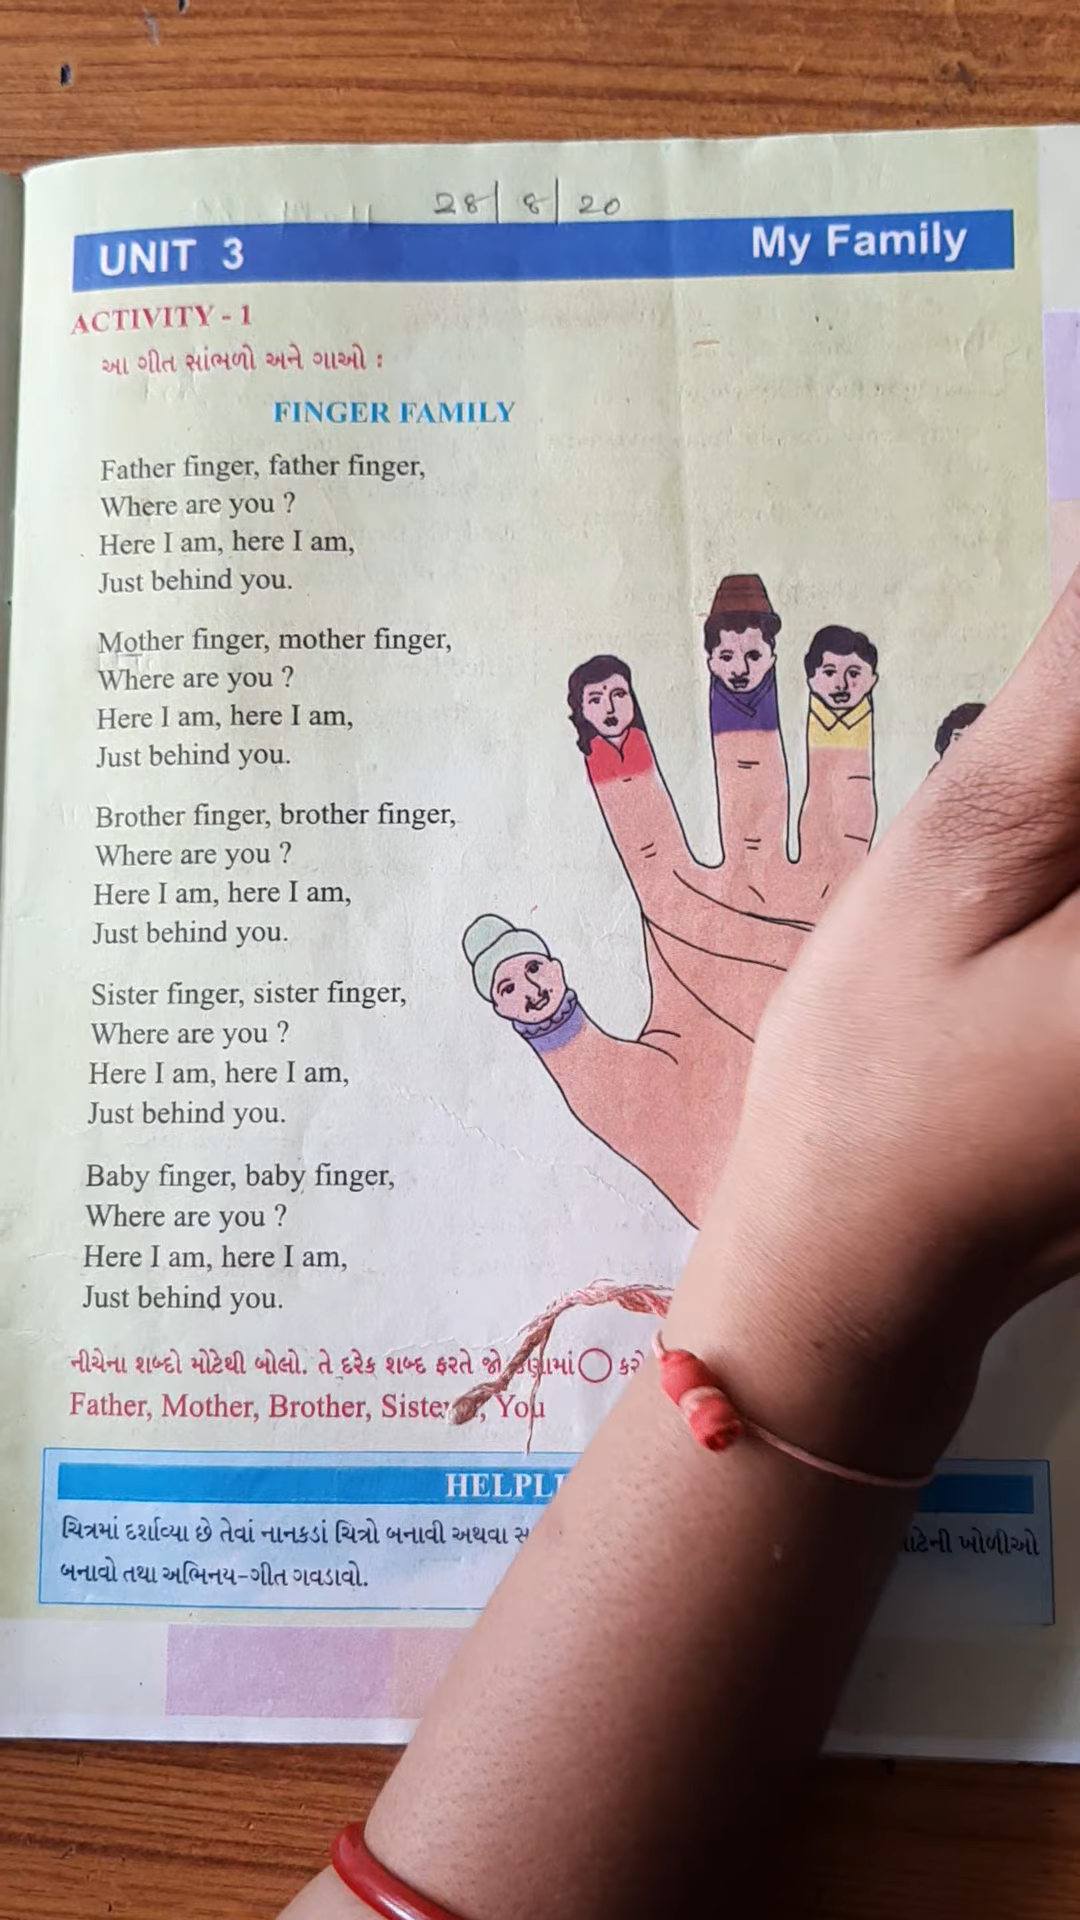 28/8/20
UNIT 3 My Family
ACTIVITY - 1
આ ગીત સાંભળો અને ગાઓ :
FINGER FAMILY
Father finger, father finger,
Where are you ?
Here I am, here I am,
Just behind you.
Mother finger, mother finger,
Where are you ?
Here I am, here I am,
Just behind you.
Brother finger, brother finger,
Where are you ?
Here I am, here I am,
Just behind you.
Sister finger, sister finger,
Where are you ?
Here I am, here I am,
Just behind you.
Baby finger, baby finger,
Where are you ?
Here I am, here I am,
Just behind you.
નીચેના શબ્દો મોટેથી બોલો. તે દરેક શબ્દ ફરતે જો
Father, Mother, Brother, You
ચિત્રમાં દર્શાવ્યા છે તેવાં નાનકડાં ચિત્રો બનાવી અથવા ખોળીઓ
બનાવો તથા અભિનય-ગીત ગવડાવો.